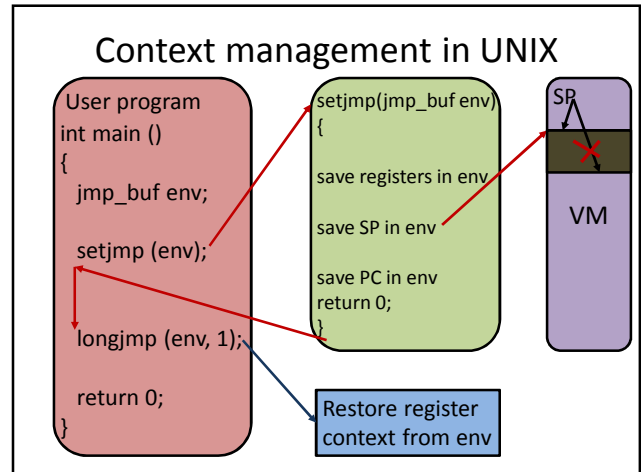 Context management in UNIX
User program
int main ()
{
jmp_buf env;
setjmp (env);
longjmp (env, 1);
return 0;
}
setjmp(jmp_buf env)
{
save registers in env
save SP in env
save PC in env
return 0;
}
Restore register
context from env
SP
VM